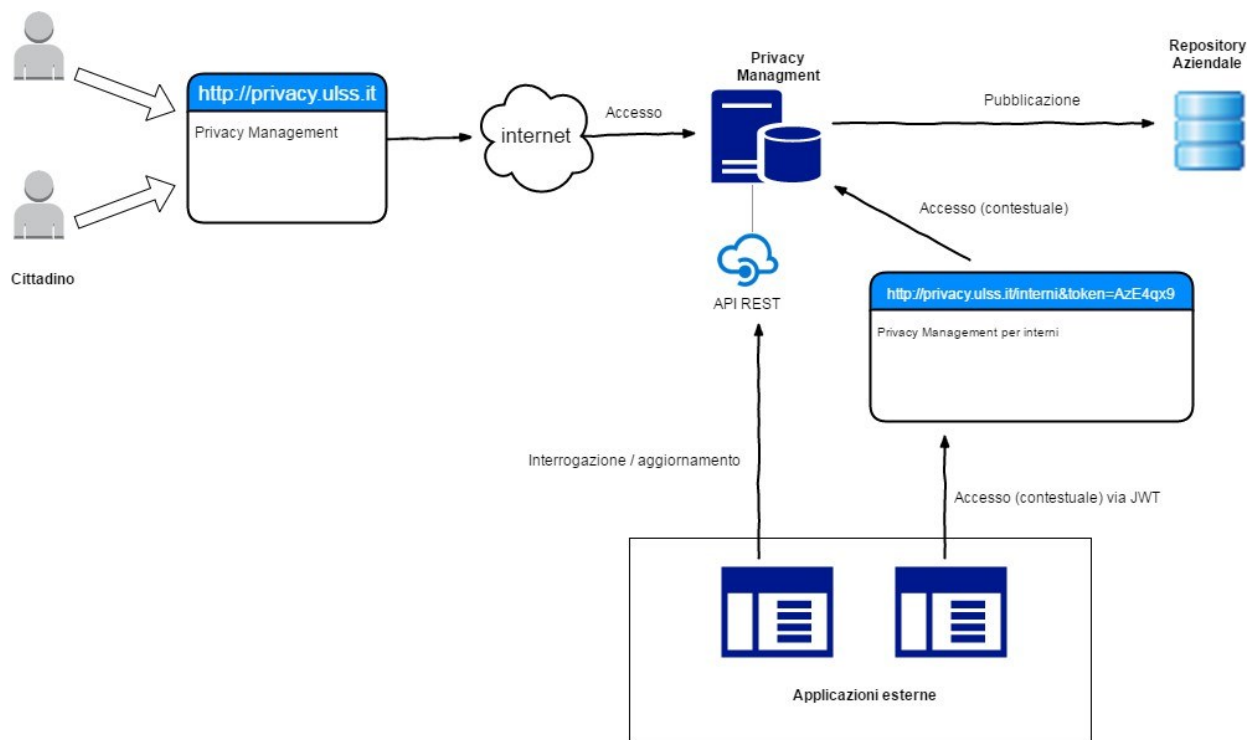 Privacy
Managment
Repository
Aziendale
http://privacy.ulss.it
Privacy Management
internet
Accesso
Pubblicazione
Cittadino
Accesso (contestuale)
API REST
http://privacy.ulss.it/interni&token=AzE4qx9
Privacy Management per interni
Interrogazione / aggiornamento
Accesso (contestuale) via JWT
Applicazioni esterne